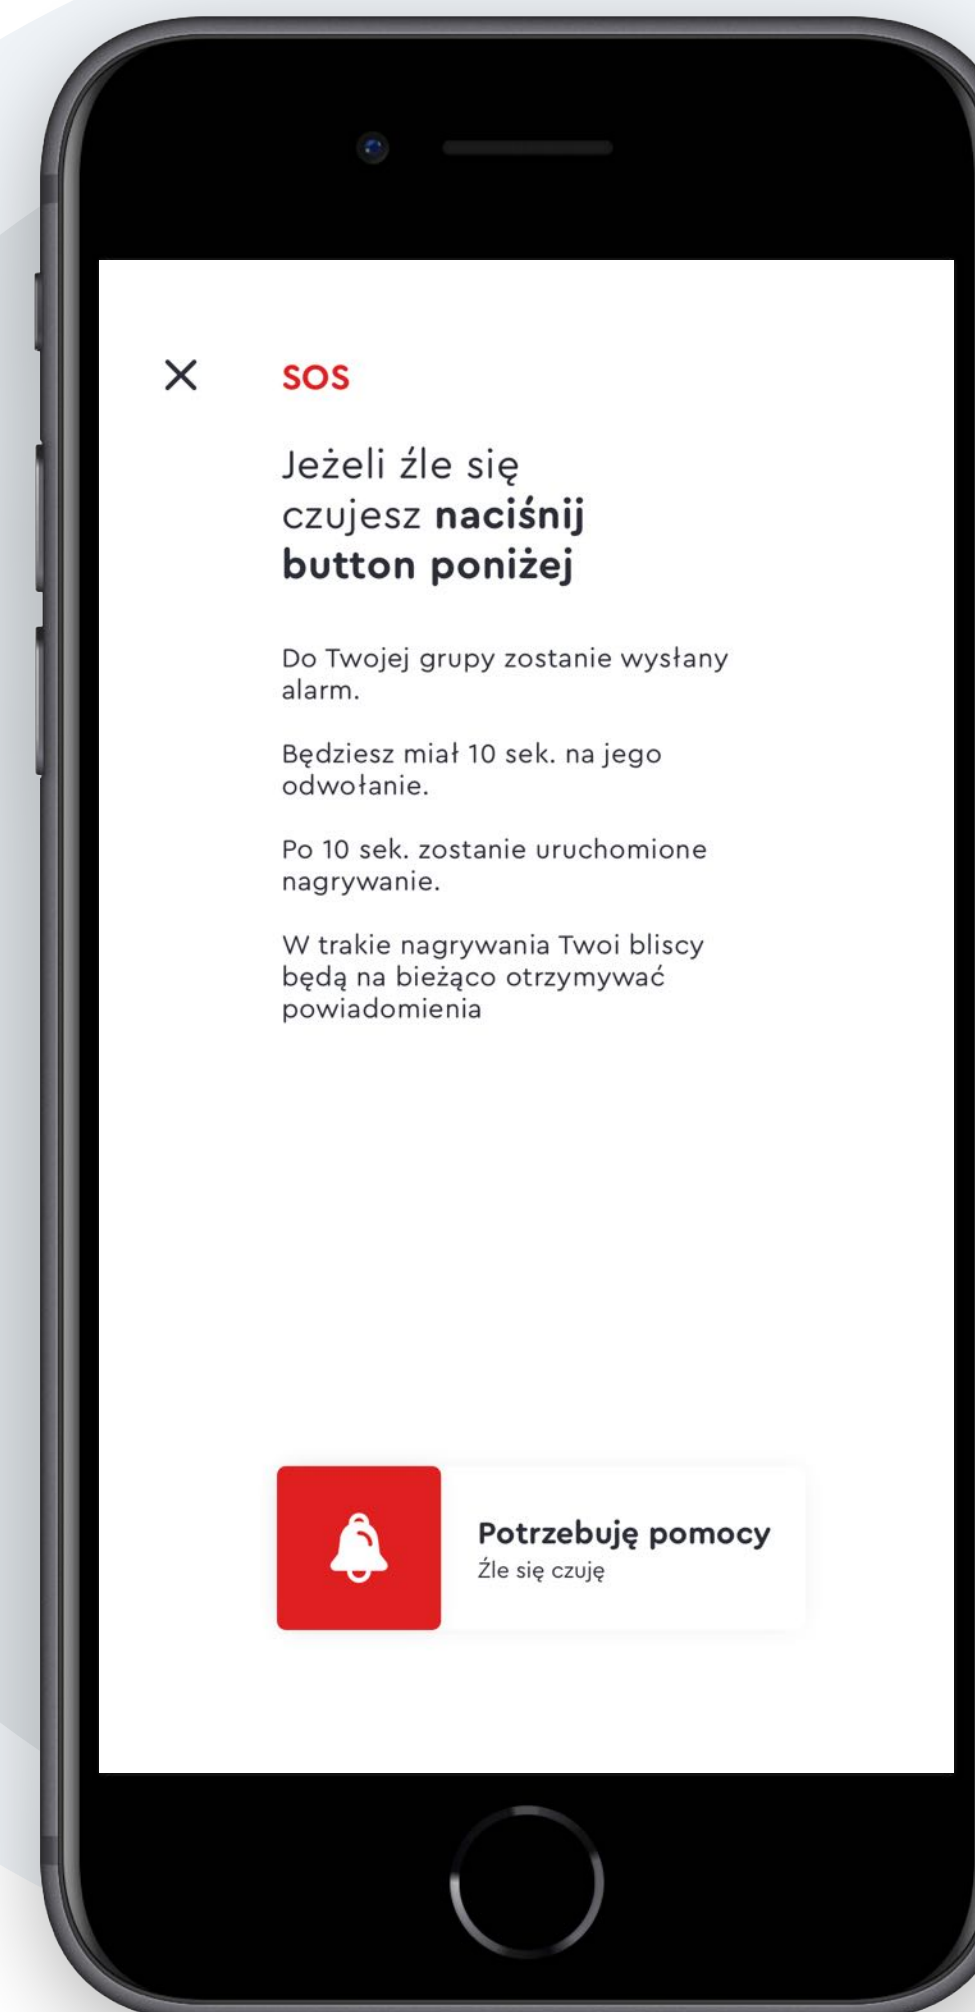 SOS
Jeżeli źle się
czujesz naciśnij
button poniżej
Do Twojej grupy zostanie wysłany
alarm.
Będziesz miał 10 sek. na jego
odwołanie.
Po 10 sek. zostanie uruchomione
nagrywanie.
W trakie nagrywania Twoi bliscy
będą na bieżąco otrzymywać
powiadomienia
Potrzebuję pomocy
Źle się czuję